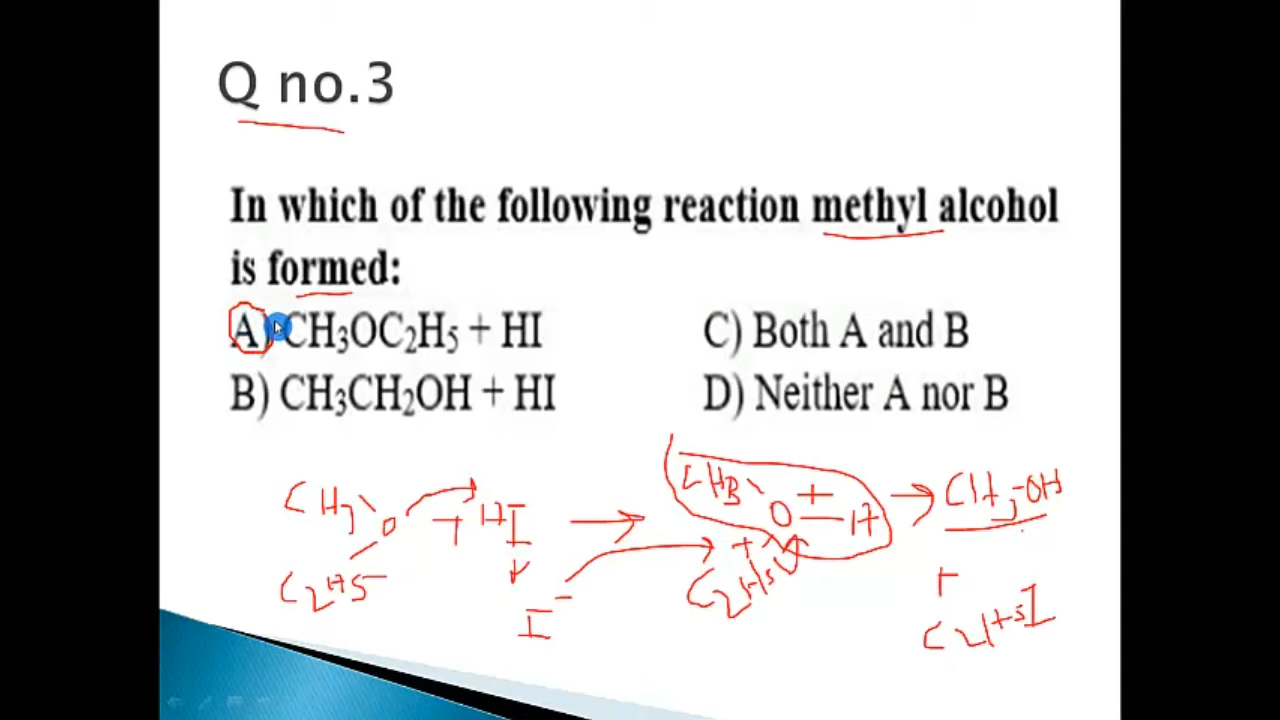 Q no.3
In which of the following reaction methyl alcohol
is formed:
A) CH₃OC₂H₅ + HI
C) Both A and B
B) CH₃CH₂OH + HI
D) Neither A nor B
CH₃
O
+ HI
C₂H5
I⁻
CH3
O + H
+
C₂H5
CH₃-OH
+
C₂H5I